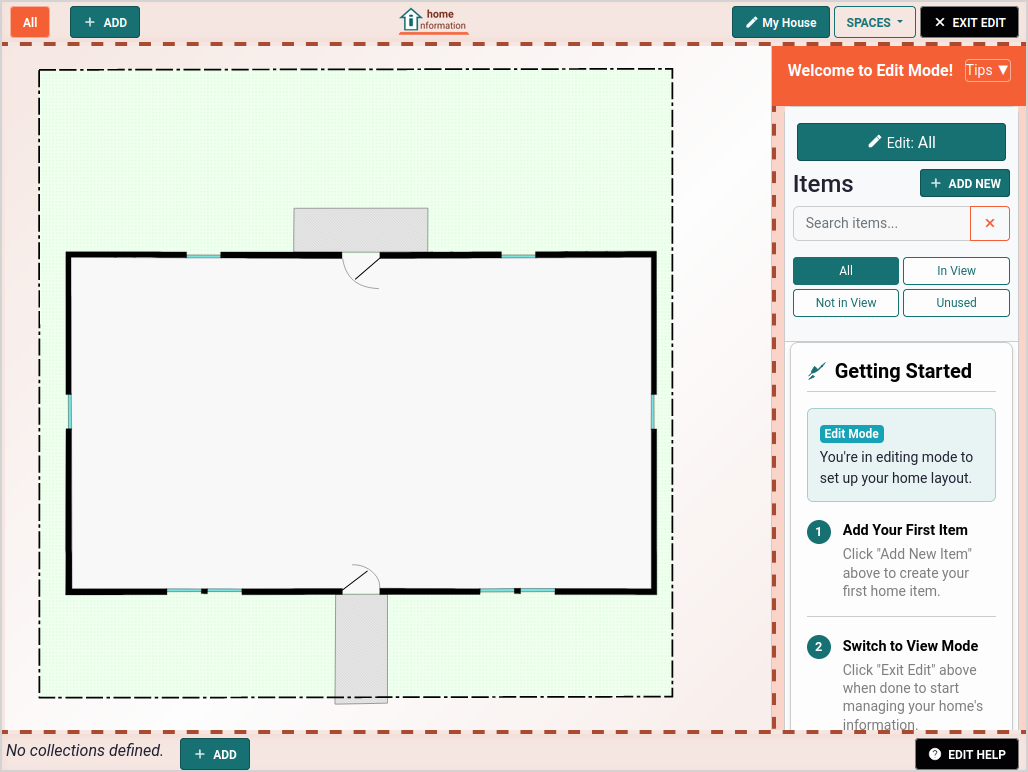 All
+ ADD
home
information
My House
SPACES
× EXIT EDIT
Welcome to Edit Mode!
Tips ▼
Edit: All
Items
+ ADD NEW
Search items...
×
All
In View
Not in View
Unused
Getting Started
Edit Mode
You're in editing mode to
set up your home layout.
1
Add Your First Item
Click "Add New Item"
above to create your
first home item.
2
Switch to View Mode
Click "Exit Edit" above
when done to start
managing your home's
information.
No collections defined.
+ ADD
EDIT HELP